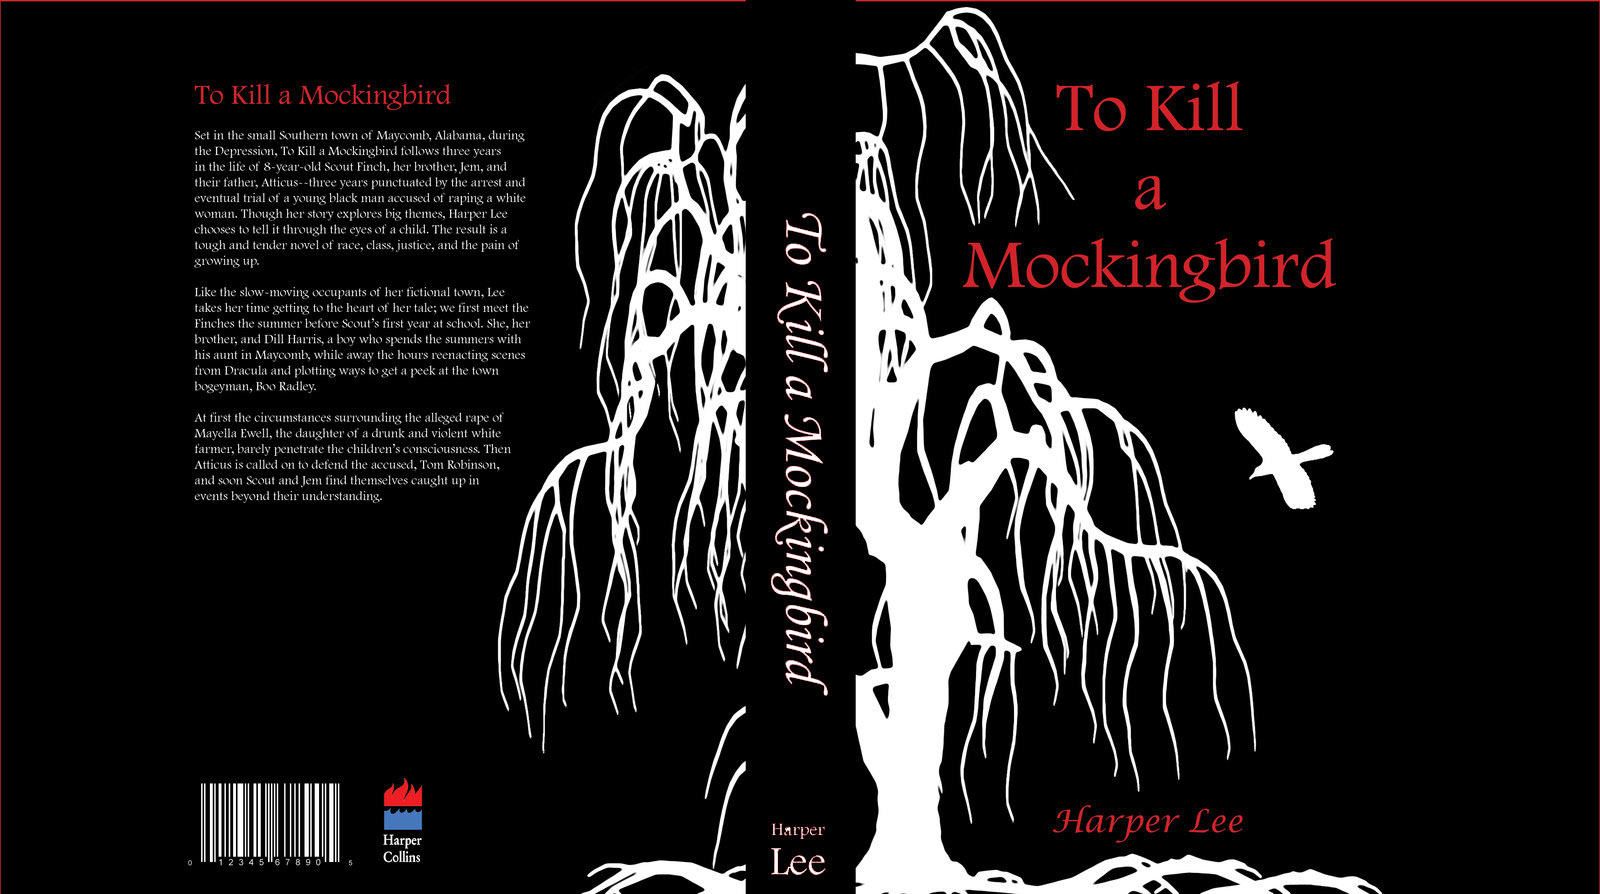 To Kill a Mockingbird
Set in the small Southern town of Maycomb, Alabama, during
the Depression, To Kill a Mockingbird follows three years
in the life of 8-year-old Scout Finch, her brother, Jem, and
their father, Atticus--three years punctuated by the arrest and
eventual trial of a young black man accused of raping a white
woman. Though her story explores big themes, Harper Lee
chooses to tell it through the eyes of a child. The result is a
tough and tender novel of race, class, justice, and the pain of
growing up.
Like the slow-moving occupants of her fictional town, Lee
takes her time getting to the heart of her tale; we first meet the
Finches the summer before Scout's first year at school. She, her
brother, and Dill Harris, a boy who spends the summers with
his aunt in Maycomb, while away the hours reenacting scenes
from Dracula and plotting ways to get a peek at the town
bogeyman, Boo Radley.
At first the circumstances surrounding the alleged rape of
Mayella Ewell, the daughter of a drunk and violent white
farmer, barely penetrate the children's consciousness. Then
Atticus is called on to defend the accused, Tom Robinson,
and soon Scout and Jem find themselves caught up in
events beyond their understanding.
0 12345 67890 5
Harper
Collins
To Kill a Mockingbird
Harper
Lee
To Kill
a
Mockingbird
Harper Lee